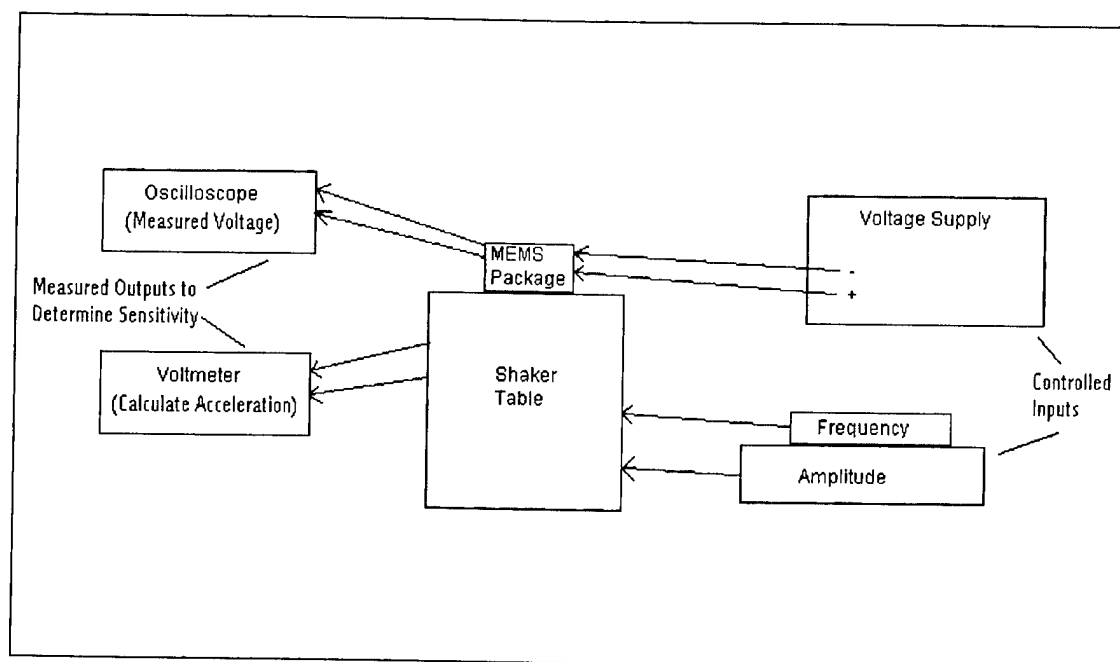 Oscilloscope
(Measured Voltage)
Voltage Supply
-
+
MEMS
Package
Measured Outputs to
Determine Sensitivity
Voltmeter
(Calculate Acceleration)
Shaker
Table
Controlled
Inputs
Frequency
Amplitude